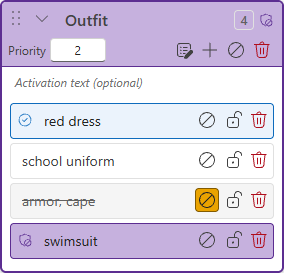 Outfit 4
Priority 2
Activation text (optional)
red dress
school uniform
armor, cape
swimsuit